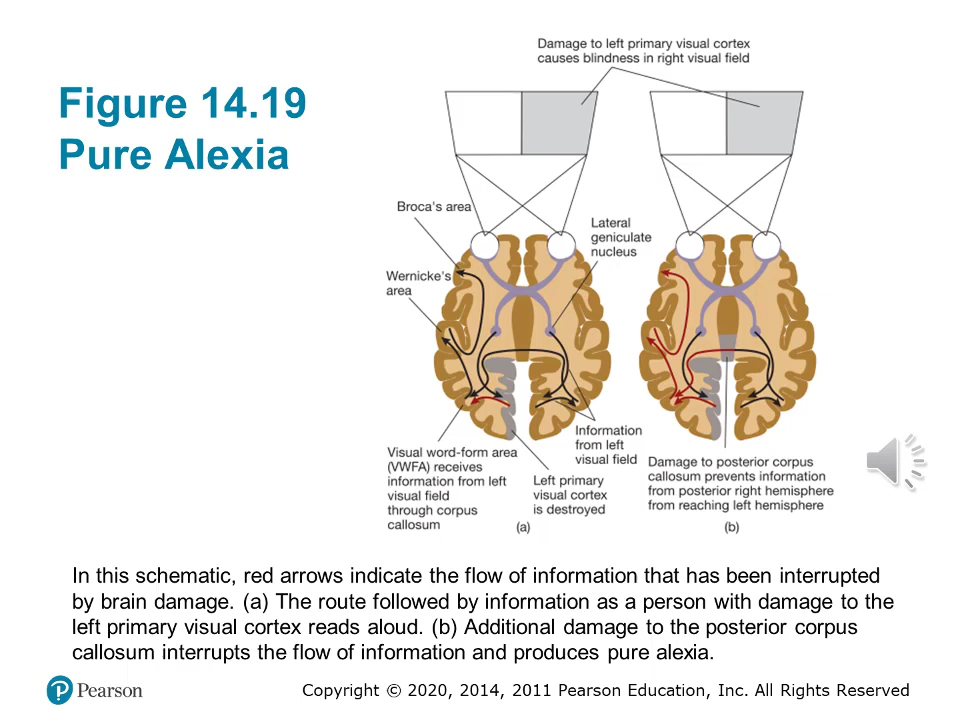 Figure 14.19
Pure Alexia
Damage to left primary visual cortex
causes blindness in right visual field
Broca's area
Lateral
geniculate
nucleus
Wernicke's
area
Visual word-form area
(VWFA) receives
information from left
visual field
through corpus
callosum
Left primary
visual cortex
is destroyed
Information
from left
visual field
(a)
Damage to posterior corpus
callosum prevents information
from posterior right hemisphere
from reaching left hemisphere
(b)
In this schematic, red arrows indicate the flow of information that has been interrupted
by brain damage. (a) The route followed by information as a person with damage to the
left primary visual cortex reads aloud. (b) Additional damage to the posterior corpus
callosum interrupts the flow of information and produces pure alexia.
P Pearson
Copyright © 2020, 2014, 2011 Pearson Education, Inc. All Rights Reserved